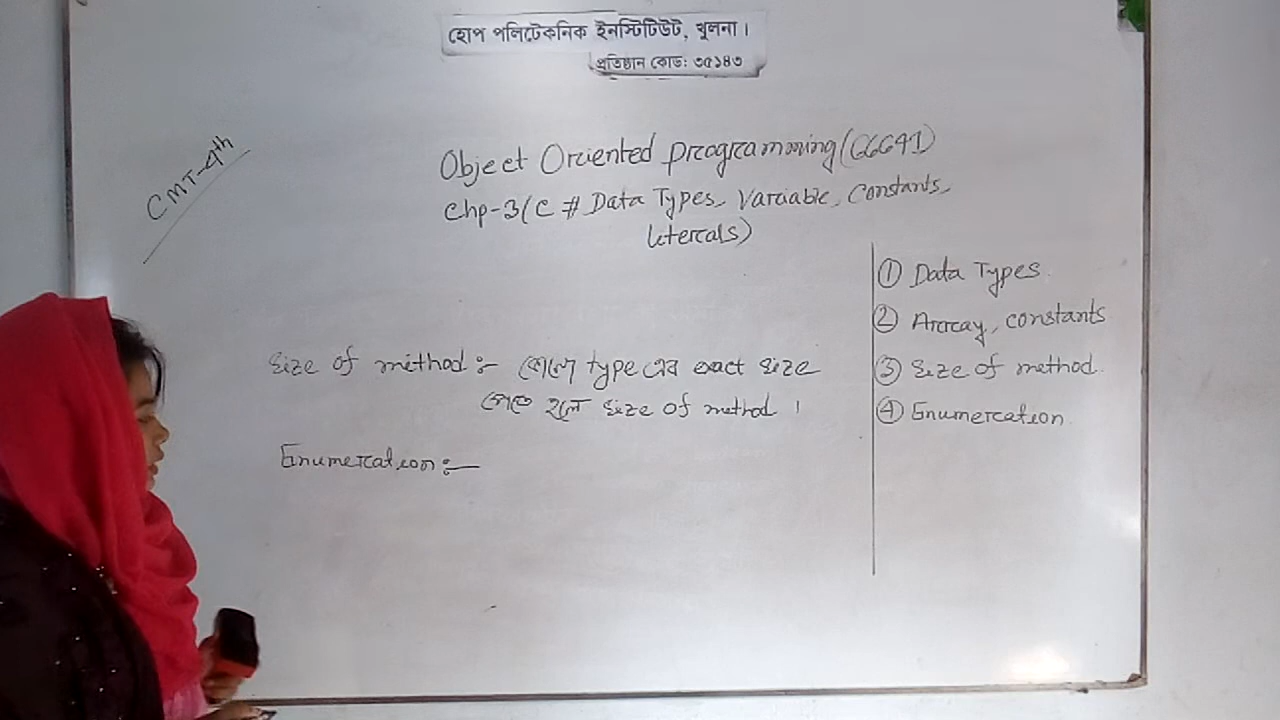 হোপ পলিটেকনিক ইনস্টিটিউট, খুলনা।
প্রতিষ্ঠান কোড: ৩৫১৪৩
CMT-4th
Object Oriented programming (66641)
Chp-3 (C # Data Types, Variable, Constants,
literals)
Size of method :- কোনো type এর exact size
পেতে হলে size of method ।
Enumeration :-
① Data Types
② Array, constants
③ Size of method
④ Enumeration